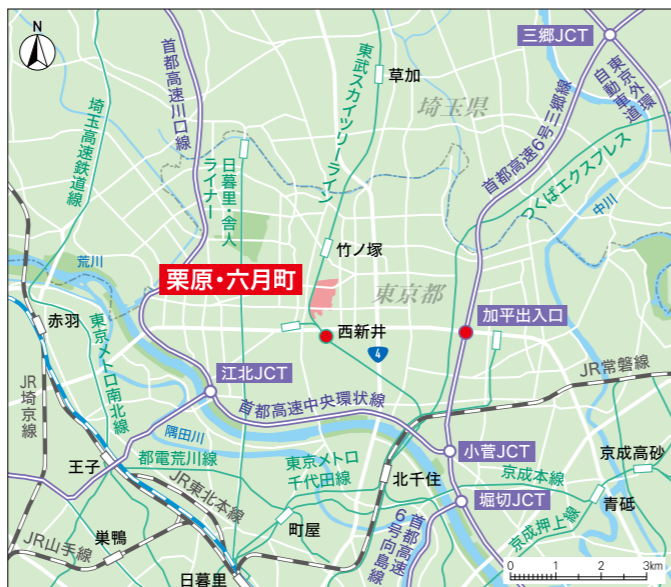 N
三郷JCT
東武スカイツリーライン
草加
埼玉県
首都高速川口線
東京外環
自動車道
首都高速6号三郷線
つくばエクスプレス
中川
埼玉高速鉄道線
日暮里・舎人
ライナー
荒川
竹ノ塚
栗原・六月町
東京都
加平出入口
赤羽
西新井
4
東京メトロ南北線
JR埼京線
江北JCT
首都高速中央環状線
JR常磐線
隅田川
王子
都電荒川線
東京メトロ
千代田線
北千住
小菅JCT
京成高砂
京成本線
JR東北本線
堀切JCT
青砥
巣鴨
町屋
首都高速
6号向島線
京成押上線
JR山手線
日暮里
0 1 2 3km